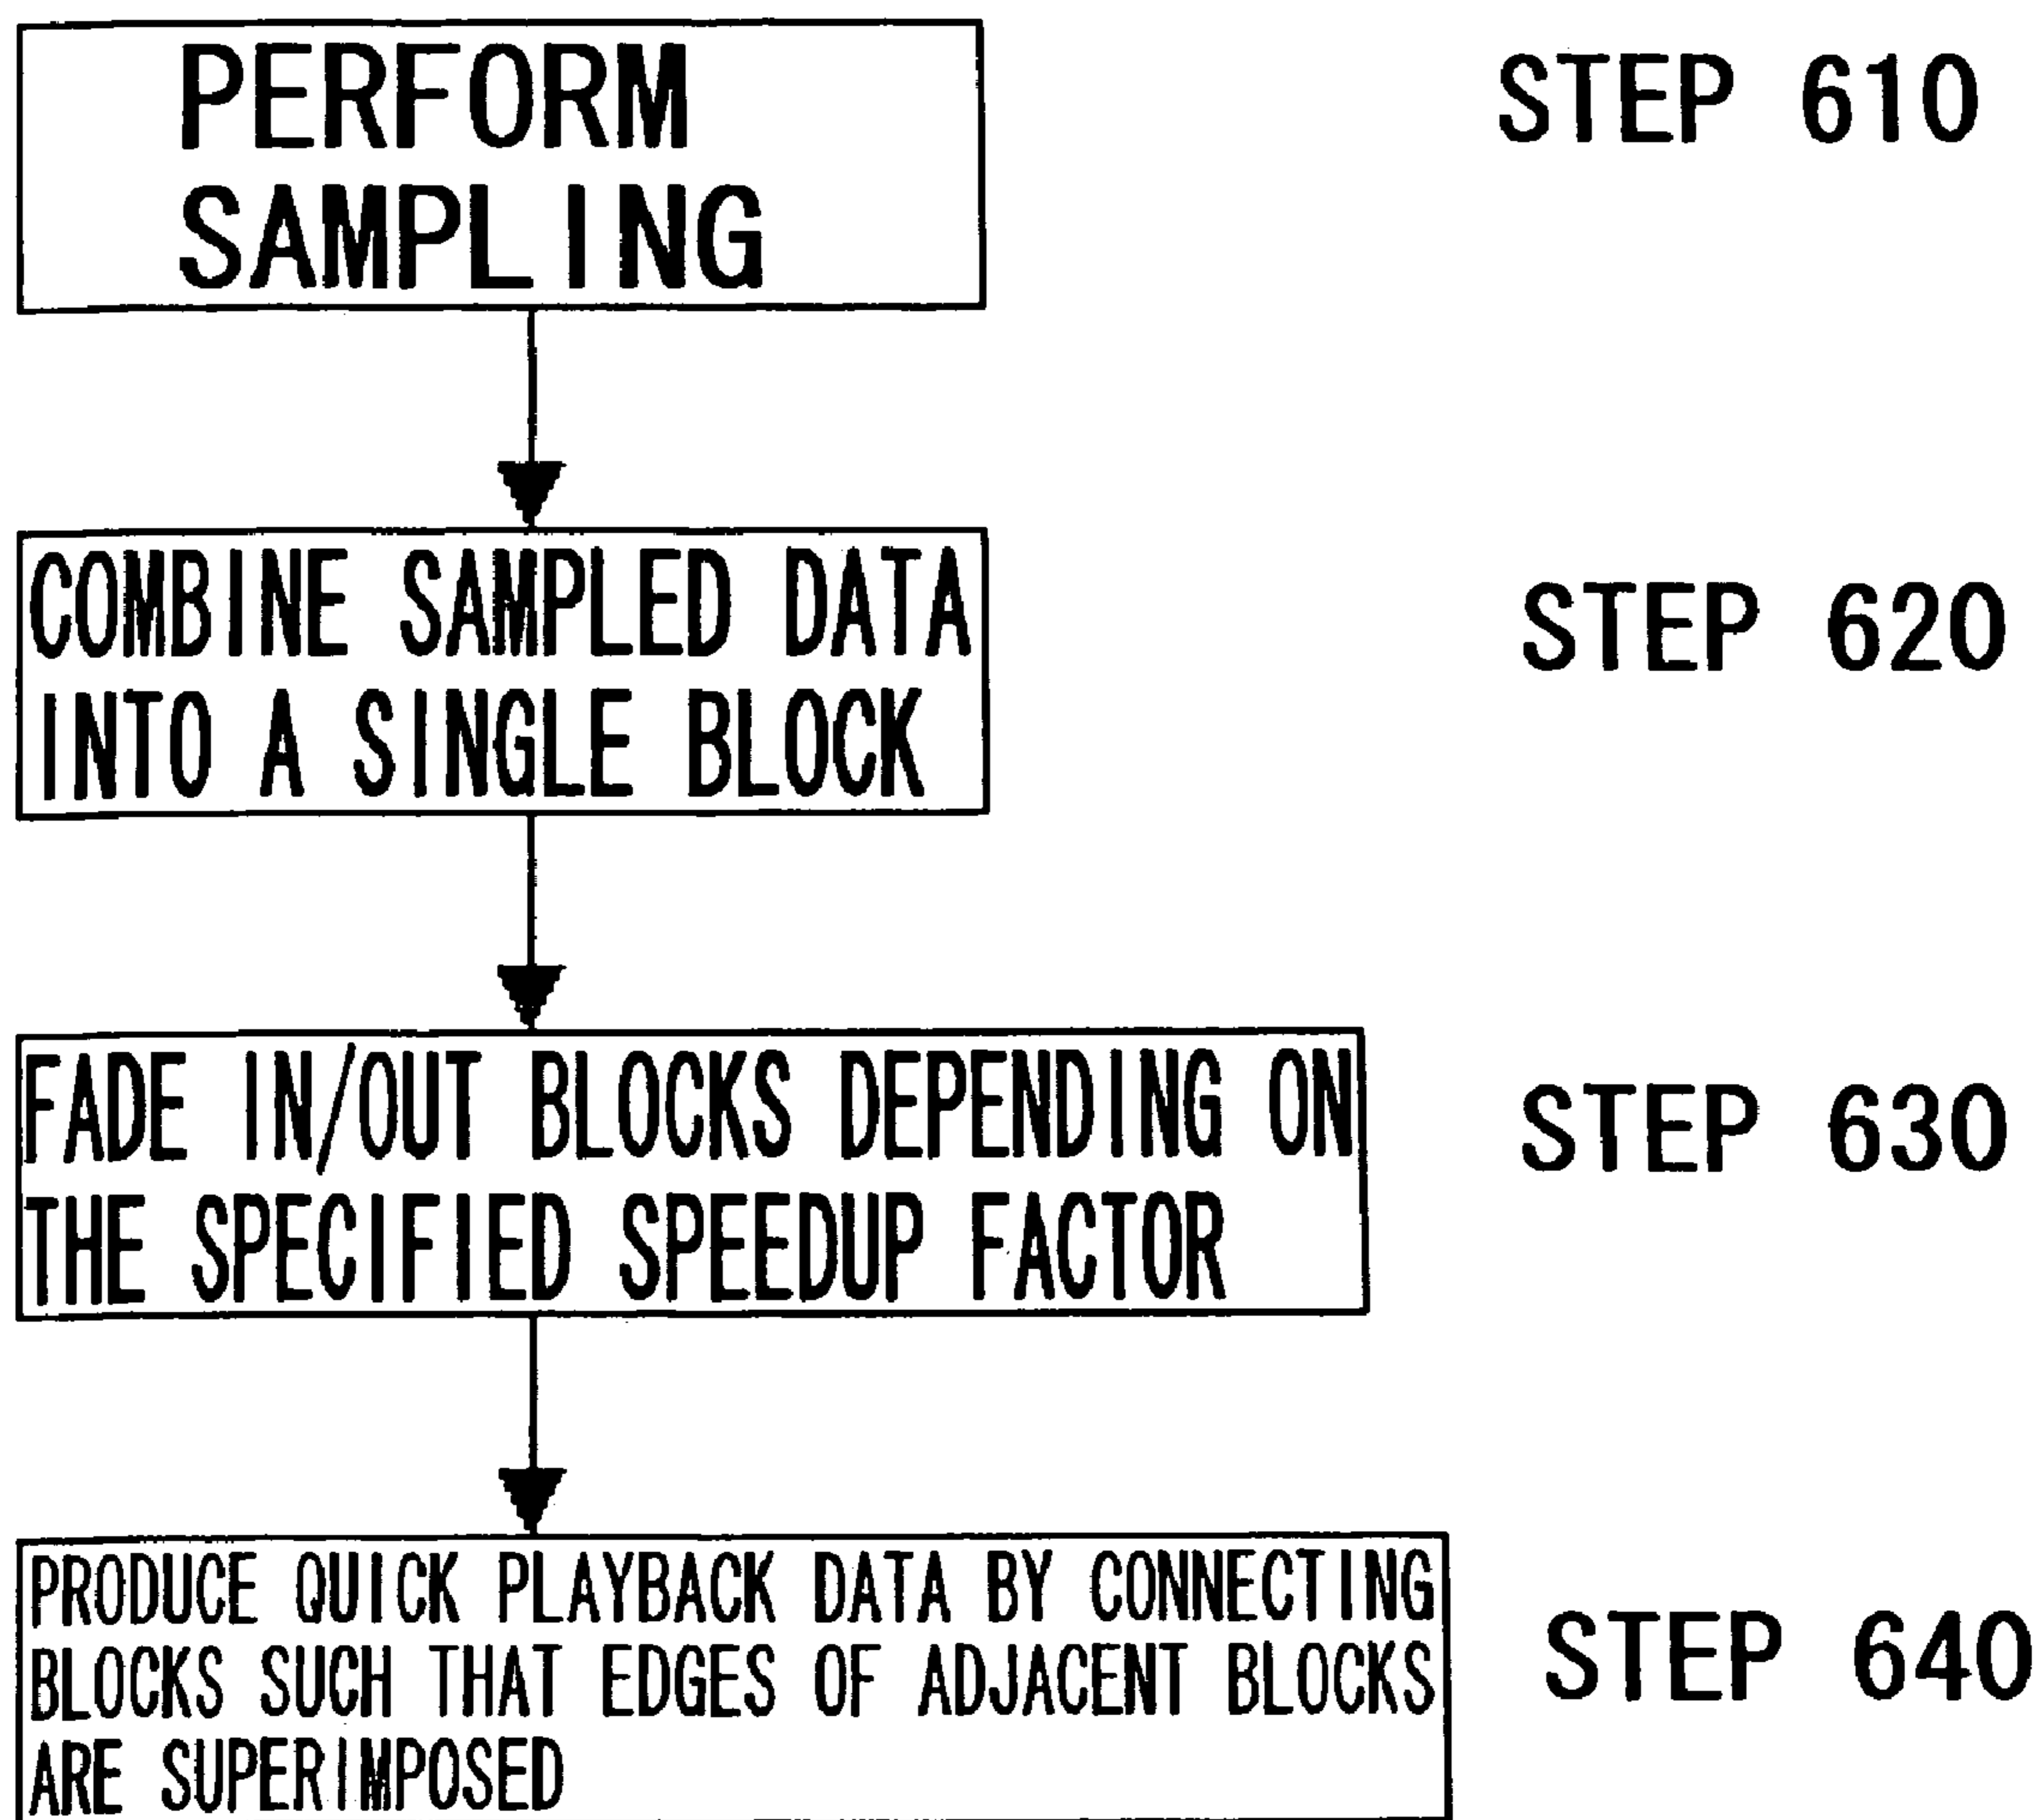 PERFORM
SAMPLING
STEP 610
COMBINE SAMPLED DATA
INTO A SINGLE BLOCK
STEP 620
FADE IN/OUT BLOCKS DEPENDING ON
THE SPECIFIED SPEEDUP FACTOR
STEP 630
PRODUCE QUICK PLAYBACK DATA BY CONNECTING
BLOCKS SUCH THAT EDGES OF ADJACENT BLOCKS
ARE SUPERIMPOSED
STEP 640